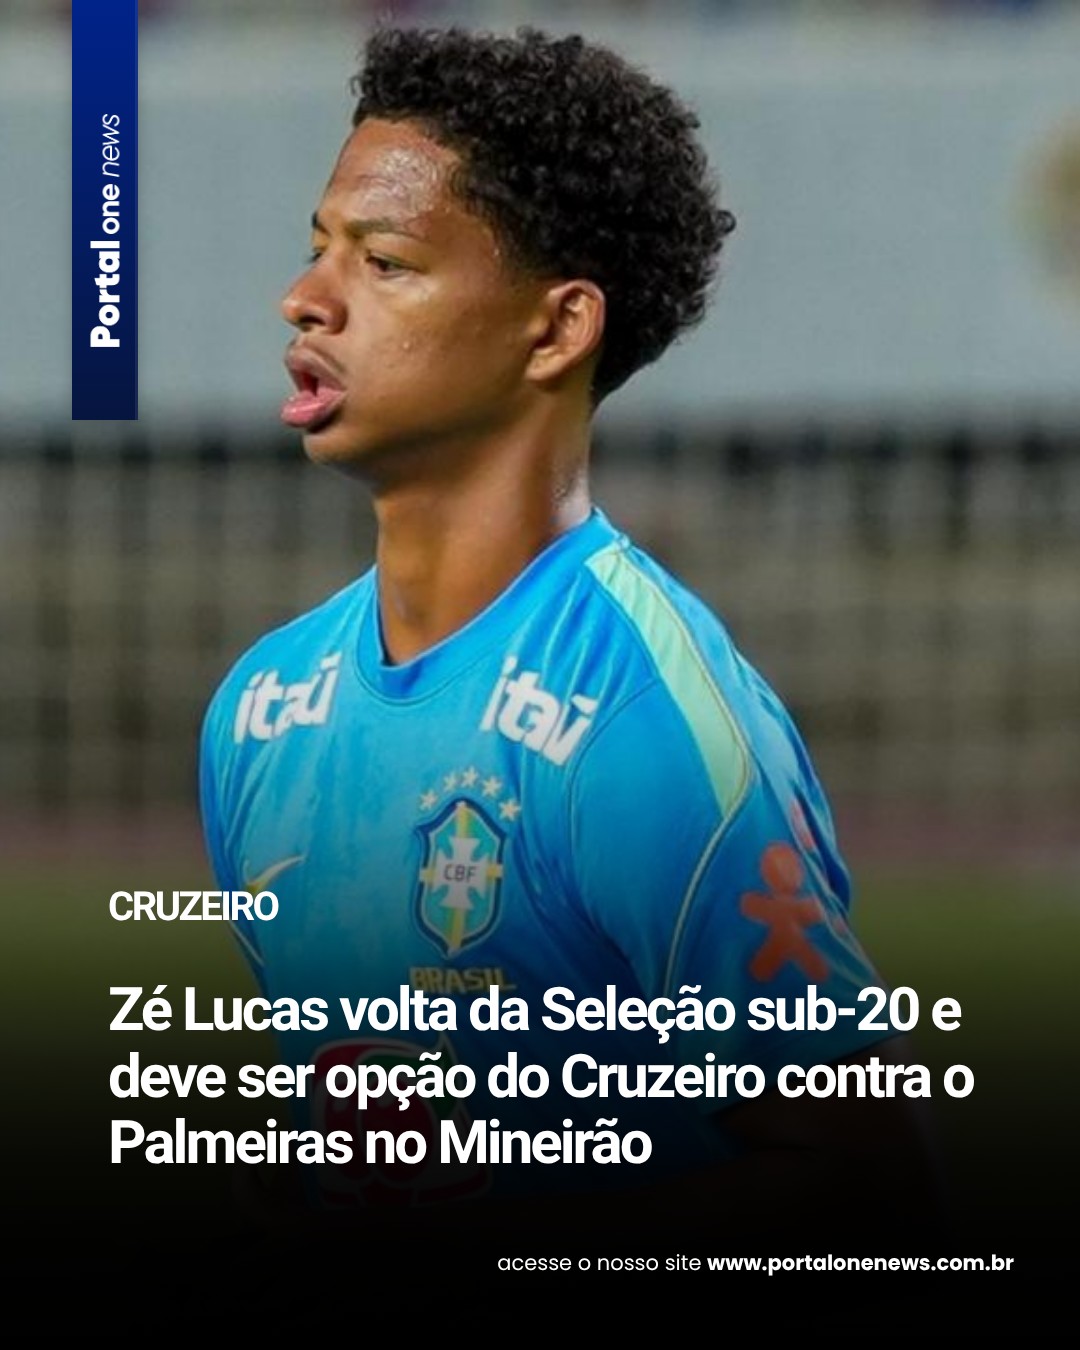 Portal one news
itaú
itaú
CBF
BRASIL
CRUZEIRO
Zé Lucas volta da Seleção sub-20 e
deve ser opção do Cruzeiro contra o
Palmeiras no Mineirão
acesse o nosso site www.portalonenews.com.br